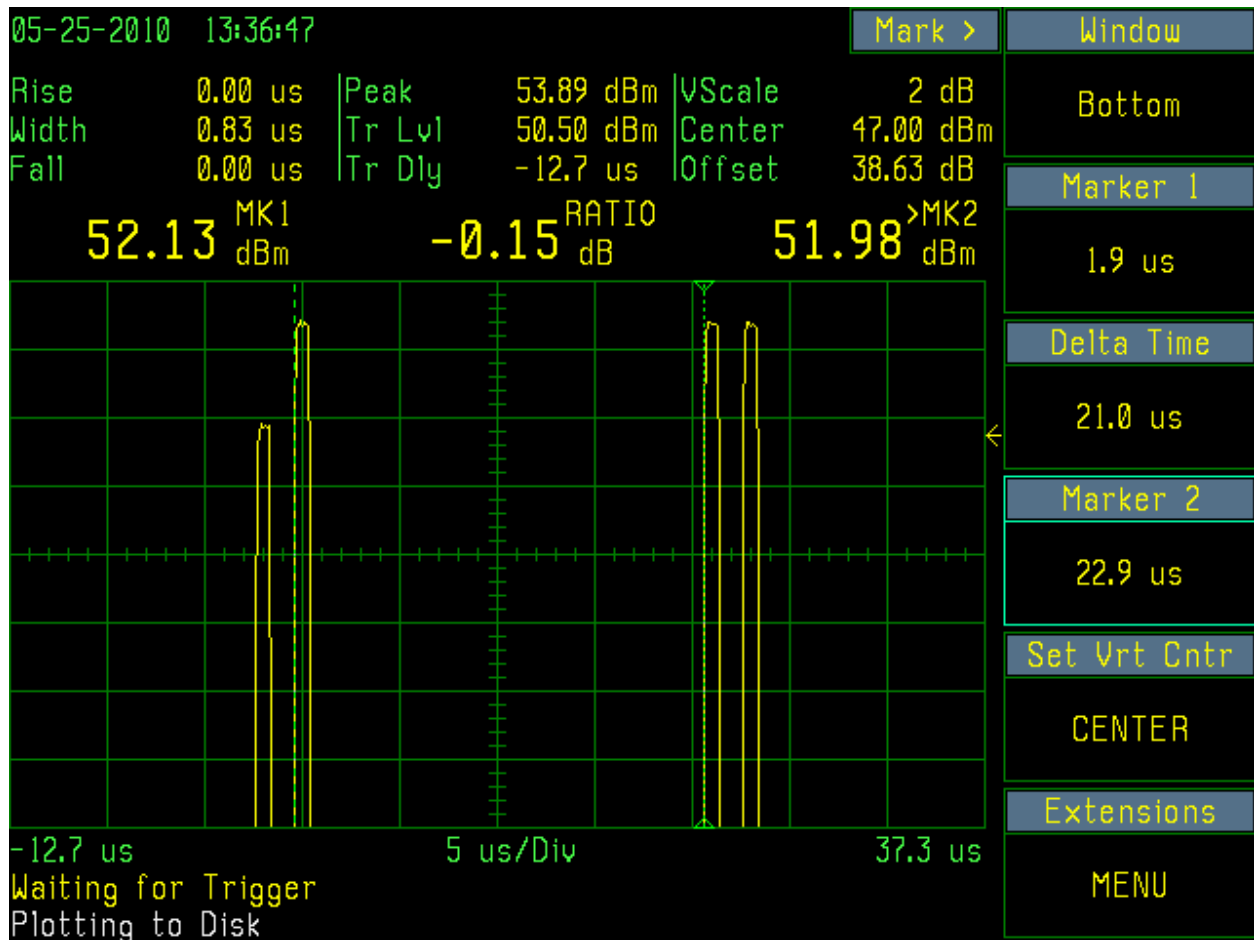 05-25-2010 13:36:47 Mark >
Rise 0.00 us Peak 53.89 dBm VScale 2 dB
Width 0.83 us Tr Lvl 50.50 dBm Center 47.00 dBm
Fall 0.00 us Tr Dly -12.7 us Offset 38.63 dB
52.13 MK1 dBm -0.15 RATIO dB 51.98 >MK2 dBm
-12.7 us 5 us/Div 37.3 us
Waiting for Trigger
Plotting to Disk
Window
Bottom
Marker 1
1.9 us
Delta Time
21.0 us
Marker 2
22.9 us
Set Vrt Cntr
CENTER
Extensions
MENU